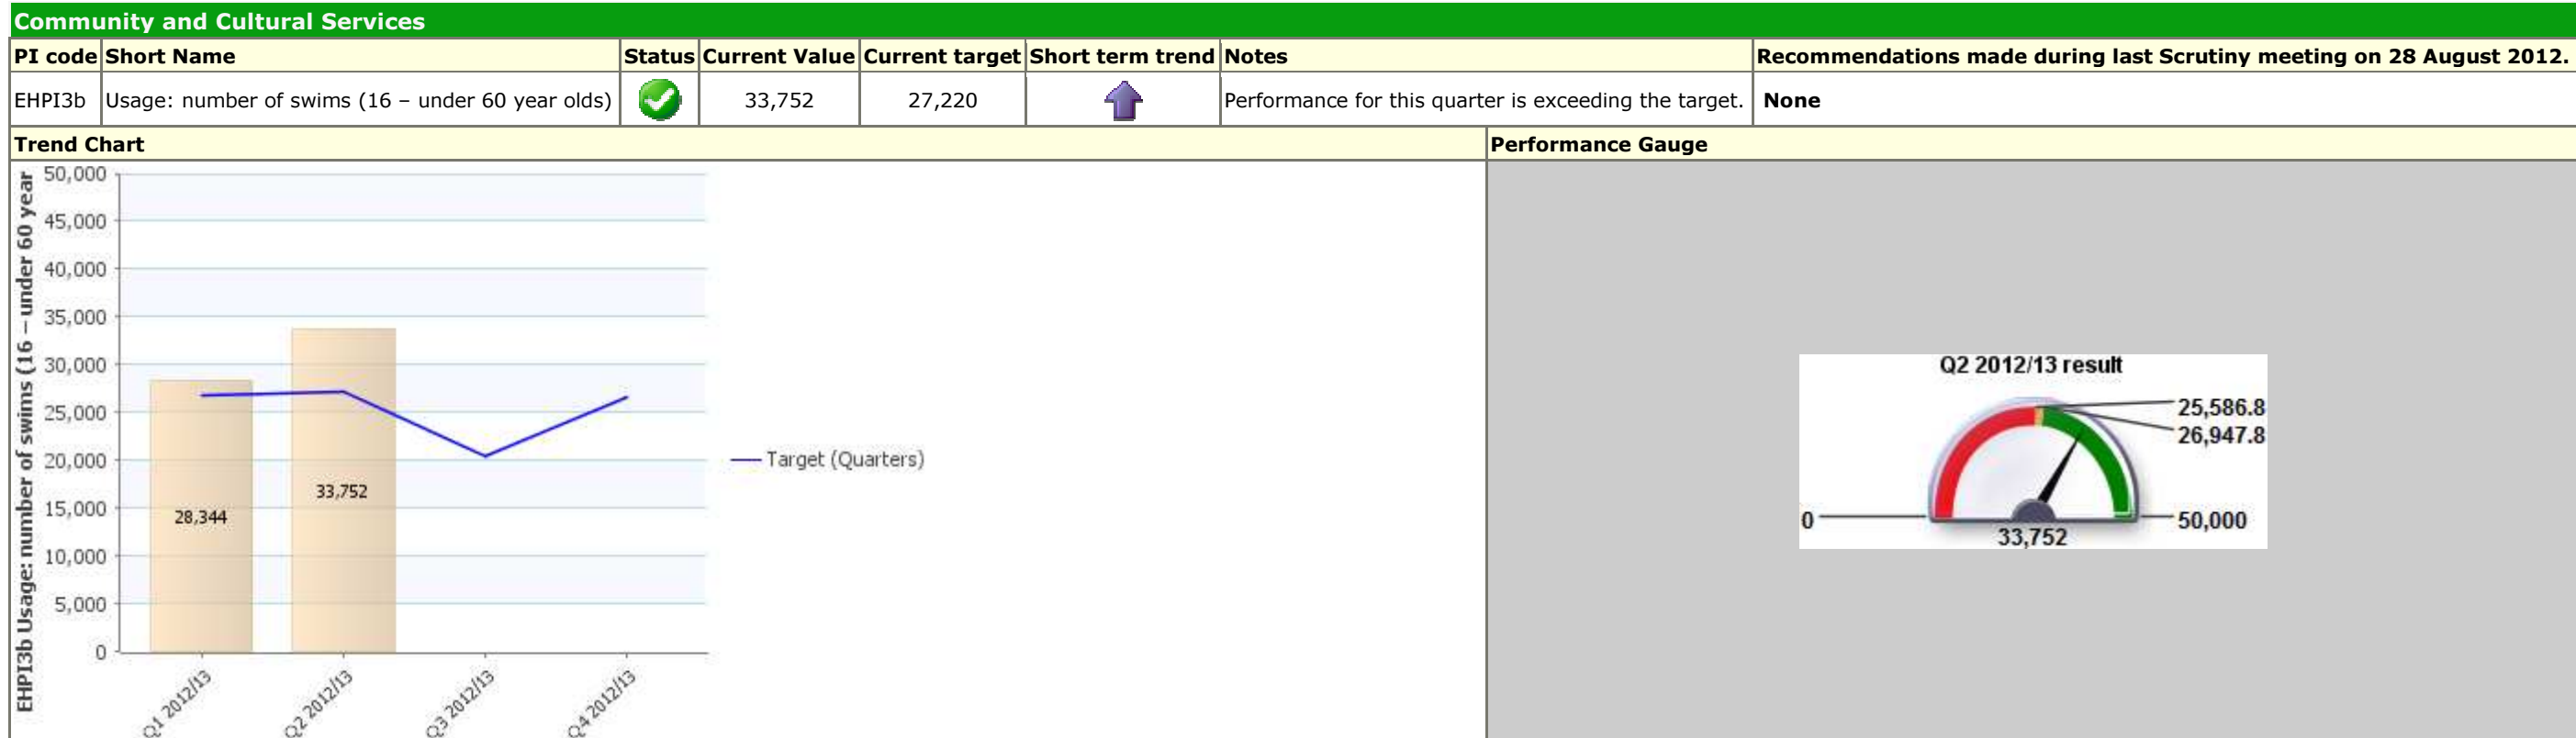 Community and Cultural Services
PI code Short Name Status Current Value Current target Short term trend Notes Recommendations made during last Scrutiny meeting on 28 August 2012.
EHPI3b Usage: number of swims (16 – under 60 year olds) 33,752 27,220 Performance for this quarter is exceeding the target. None
Trend Chart Performance Gauge
EHPI3b Usage: number of swims (16 – under 60 year
50,000
45,000
40,000
35,000
30,000
25,000
20,000
15,000
10,000
5,000
0
28,344
33,752
Q1 2012/13
Q2 2012/13
Q3 2012/13
Q4 2012/13
Target (Quarters)
Q2 2012/13 result
25,586.8
26,947.8
0
50,000
33,752